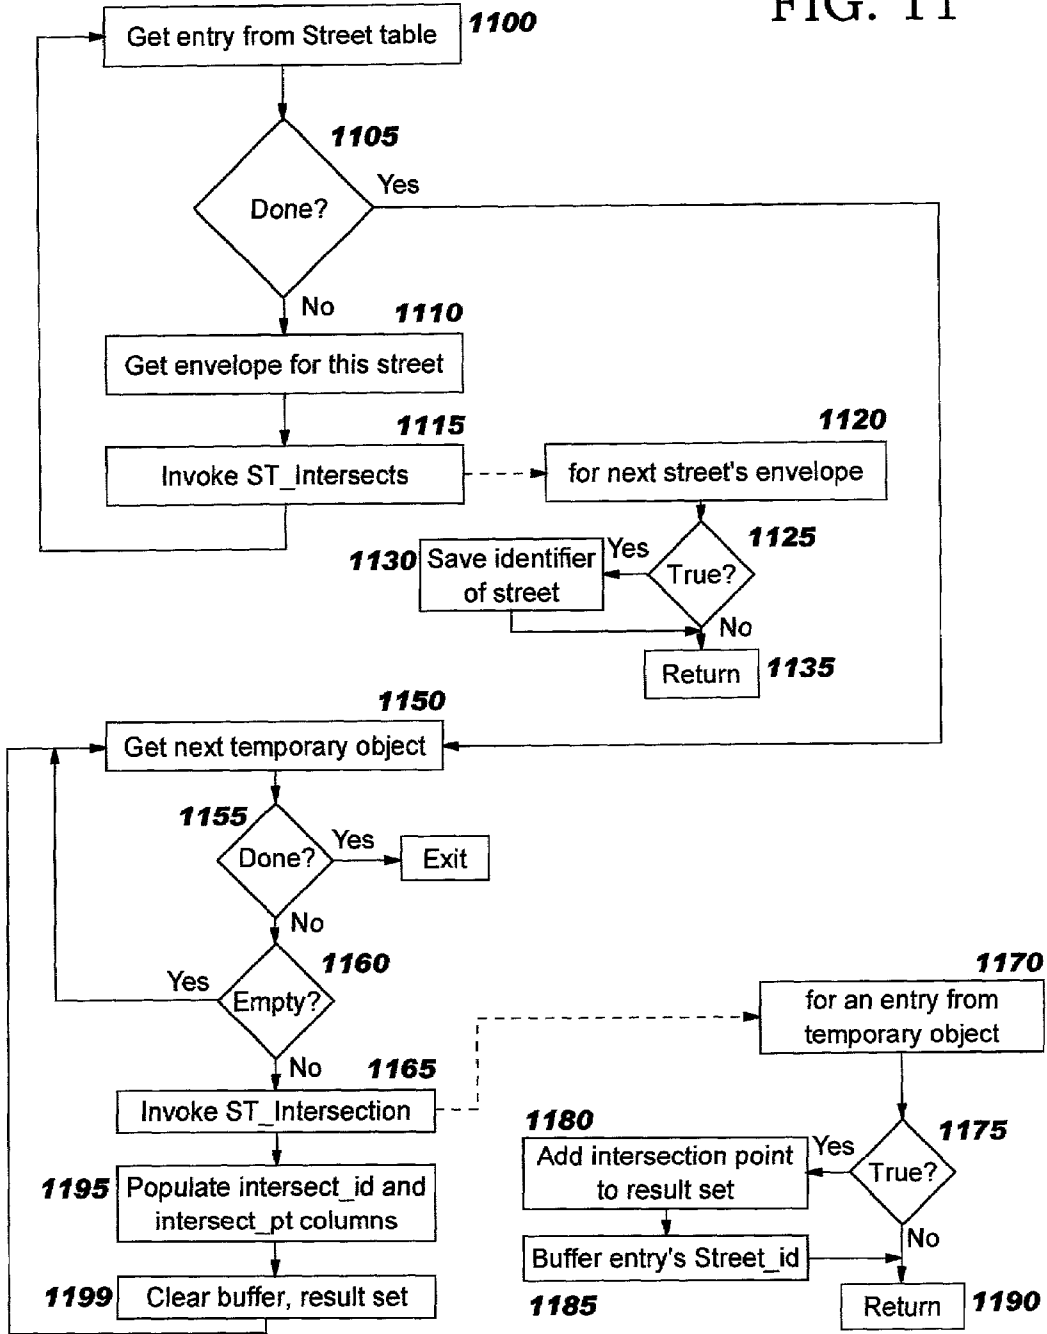 FIG. 11
Get entry from Street table
1100
1105
Done?
Yes
No
1110
Get envelope for this street
1115
Invoke ST_Intersects
1120
for next street's envelope
1125
True?
Yes
1130
Save identifier
of street
No
Return
1135
1150
Get next temporary object
1155
Done?
Yes
Exit
No
1160
Empty?
Yes
No
1165
Invoke ST_Intersection
1170
for an entry from
temporary object
1175
True?
Yes
1180
Add intersection point
to result set
No
1195
Populate intersect_id and
intersect_pt columns
Buffer entry's Street_id
1185
1199
Clear buffer, result set
Return
1190